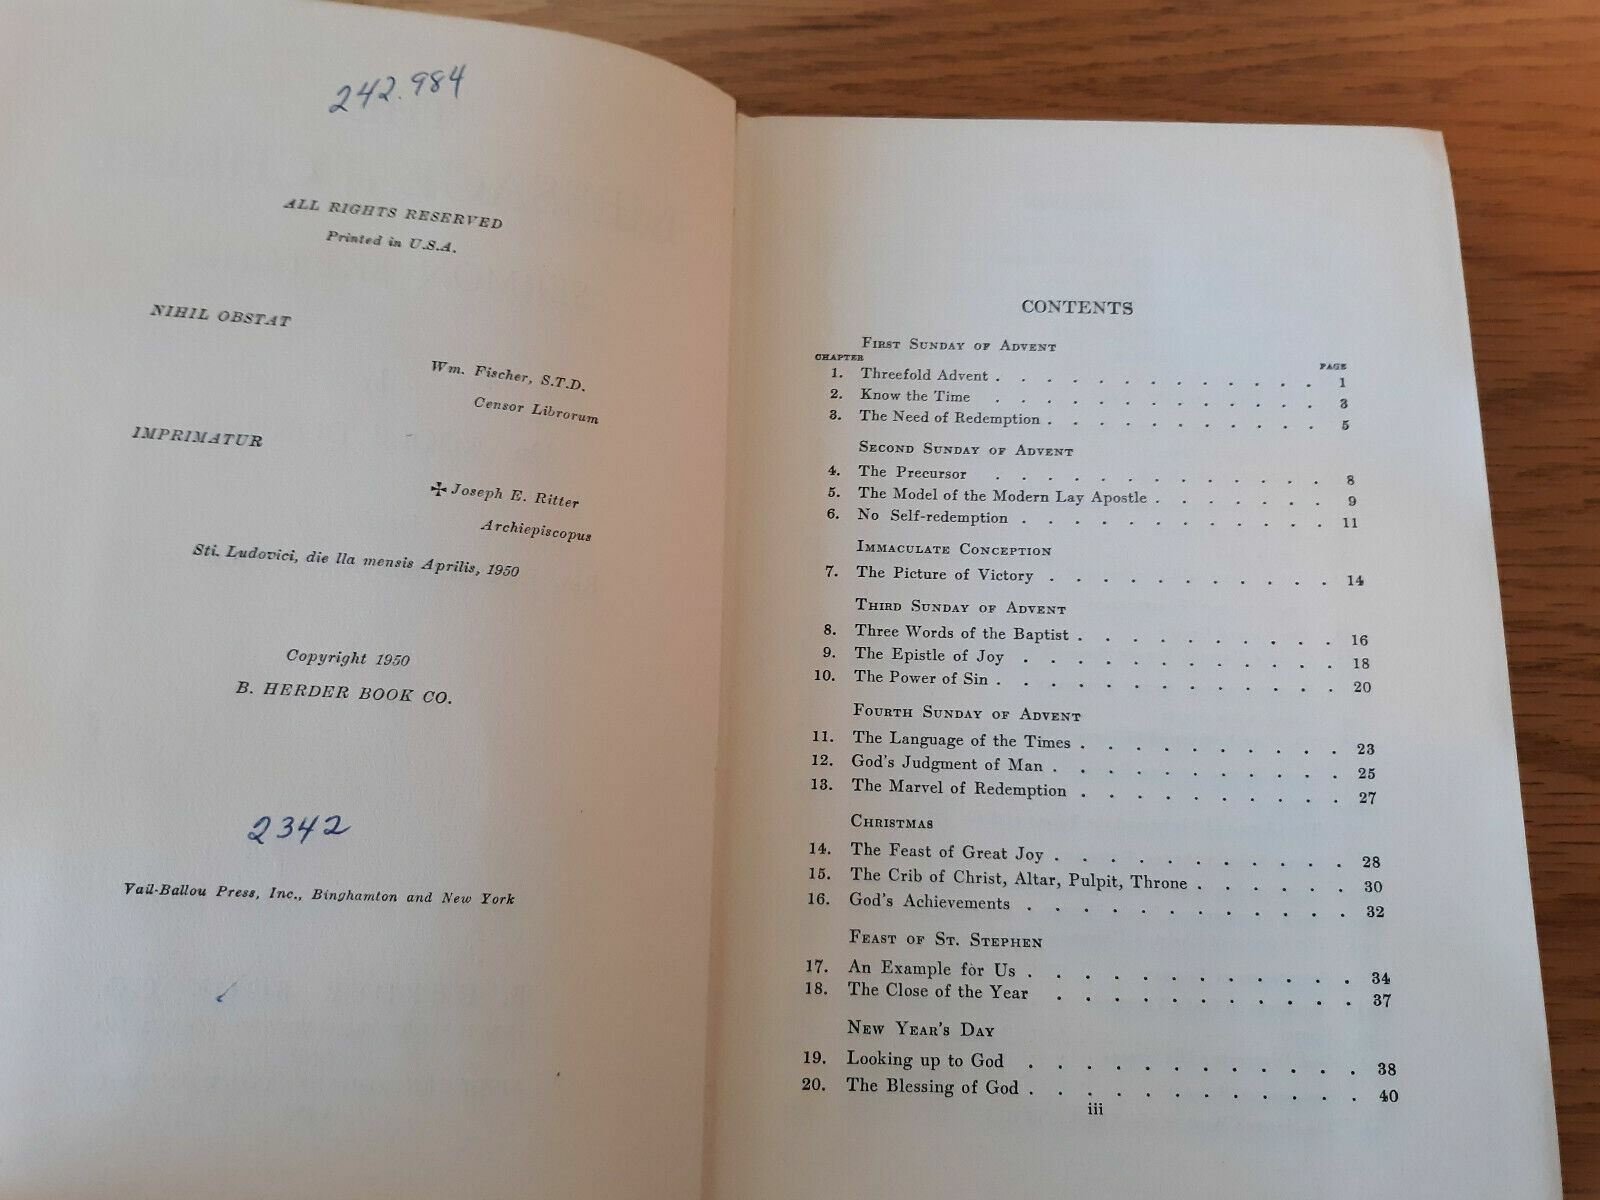 242.984
ALL RIGHTS RESERVED
Printed in U.S.A.
NIHIL OBSTAT
Wm. Fischer, S.T.D.
Censor Librorum
IMPRIMATUR
✠ Joseph E. Ritter
Archiepiscopus
Sti. Ludovici, die lla mensis Aprilis, 1950
Copyright 1950
B. HERDER BOOK CO.
2342
Vail-Ballou Press, Inc., Binghamton and New York
CONTENTS
FIRST SUNDAY OF ADVENT
CHAPTER PAGE
1. Threefold Advent . . . . . . . . . . . . . 1
2. Know the Time . . . . . . . . . . . . . 3
3. The Need of Redemption . . . . . . . . . . . 5
SECOND SUNDAY OF ADVENT
4. The Precursor . . . . . . . . . . . . . 8
5. The Model of the Modern Lay Apostle . . . . . . . 9
6. No Self-redemption . . . . . . . . . . . . 11
IMMACULATE CONCEPTION
7. The Picture of Victory . . . . . . . . . . . 14
THIRD SUNDAY OF ADVENT
8. Three Words of the Baptist . . . . . . . . . . 16
9. The Epistle of Joy . . . . . . . . . . . . 18
10. The Power of Sin . . . . . . . . . . . . . 20
FOURTH SUNDAY OF ADVENT
11. The Language of the Times . . . . . . . . . . 23
12. God's Judgment of Man . . . . . . . . . . . 25
13. The Marvel of Redemption . . . . . . . . . . 27
CHRISTMAS
14. The Feast of Great Joy . . . . . . . . . . . 28
15. The Crib of Christ, Altar, Pulpit, Throne . . . . . . 30
16. God's Achievements . . . . . . . . . . . . 32
FEAST OF ST. STEPHEN
17. An Example for Us . . . . . . . . . . . . 34
18. The Close of the Year . . . . . . . . . . . 37
NEW YEAR'S DAY
19. Looking up to God . . . . . . . . . . . . 38
20. The Blessing of God . . . . . . . . . . . . 40
iii